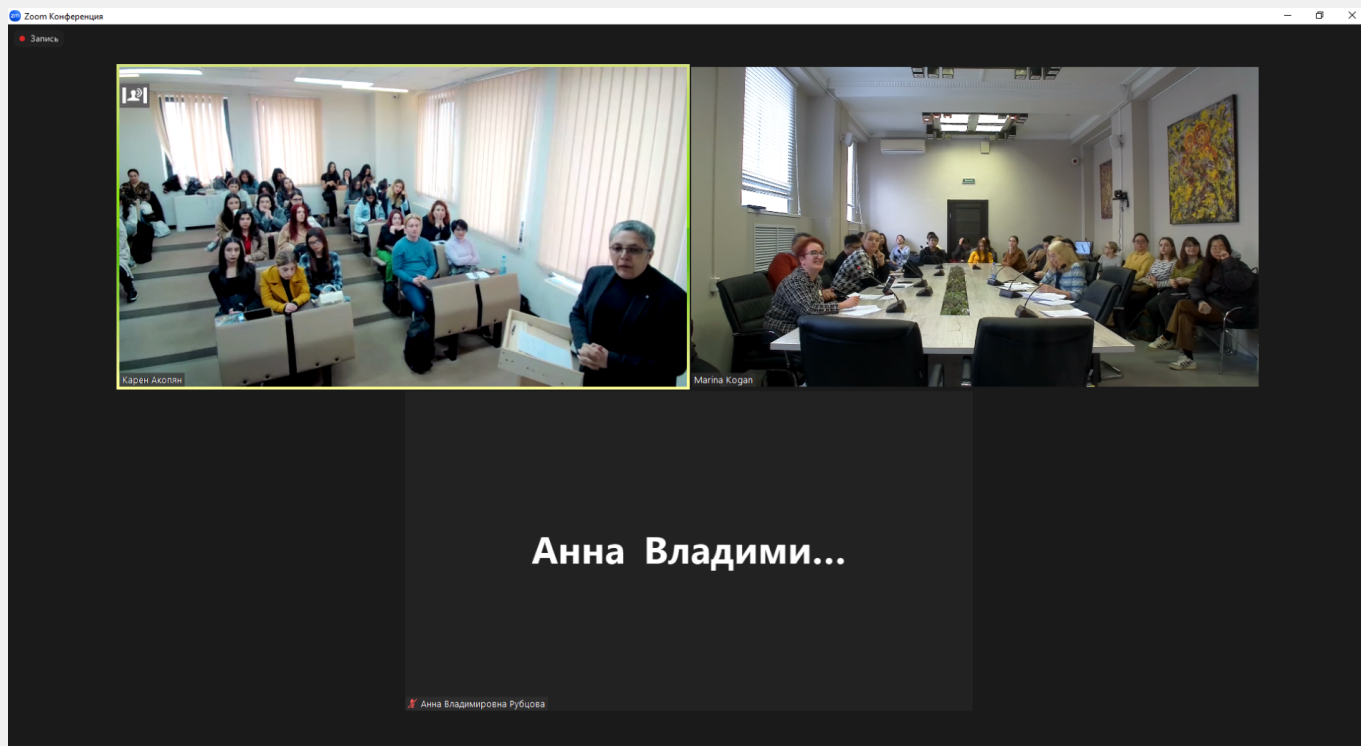 Zoom Конференция
Запись
Карен Акопян
Marina Kogan
Анна Владими...
Анна Владимировна Рубцова